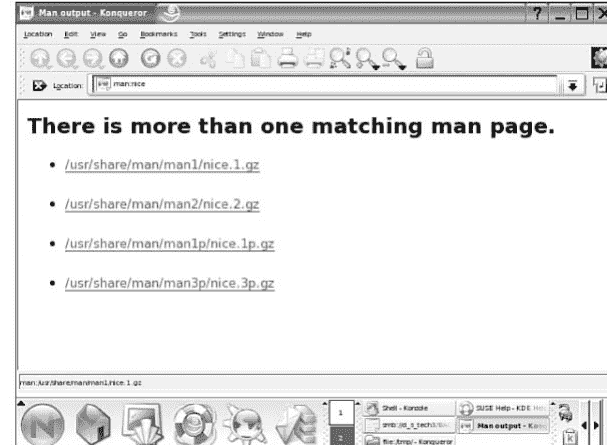 Man output - Konqueror
Location Edit View Go Bookmarks Tools Settings Window Help
Location: man:nice
There is more than one matching man page.
• /usr/share/man/man1/nice.1.gz
• /usr/share/man/man2/nice.2.gz
• /usr/share/man/man1p/nice.1p.gz
• /usr/share/man/man3p/nice.3p.gz
man:/usr/share/man/man1/nice.1.gz
1
2
Shell - Konsole
SUSE Help - KDE
Man output - Kon
file:/tmp/ - Konqueror